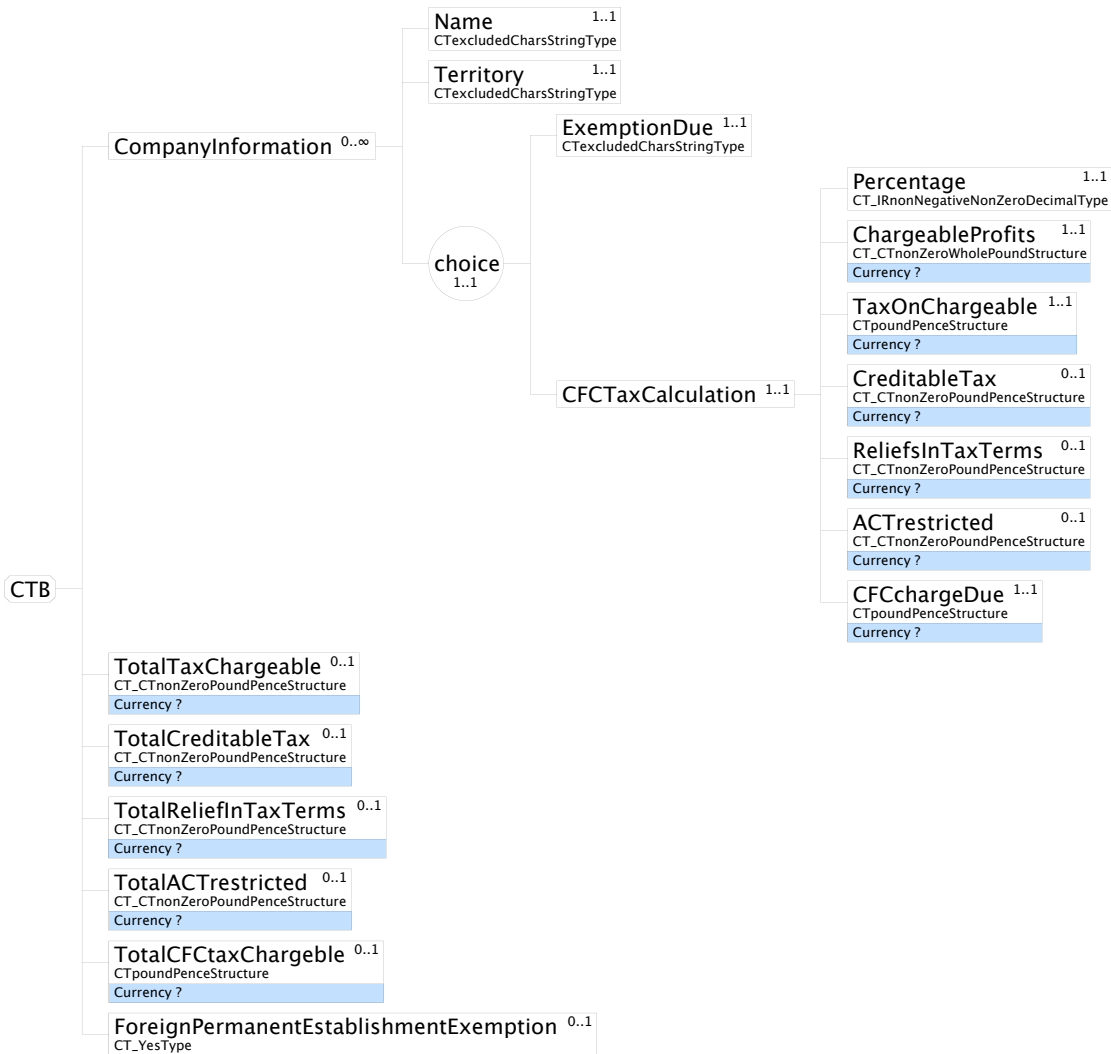 Name 1..1
CTexcludedCharsStringType
Territory 1..1
CTexcludedCharsStringType
CompanyInformation 0..∞
ExemptionDue 1..1
CTexcludedCharsStringType
choice
1..1
Percentage 1..1
CT_IRnonNegativeNonZeroDecimalType
ChargeableProfits 1..1
CT_CTnonZeroWholePoundStructure
Currency ?
TaxOnChargeable 1..1
CTpoundPenceStructure
Currency ?
CFCTaxCalculation 1..1
CreditableTax 0..1
CT_CTnonZeroPoundPenceStructure
Currency ?
ReliefsInTaxTerms 0..1
CT_CTnonZeroPoundPenceStructure
Currency ?
ACTrestricted 0..1
CT_CTnonZeroPoundPenceStructure
Currency ?
CFCchargeDue 1..1
CTpoundPenceStructure
Currency ?
CTB
TotalTaxChargeable 0..1
CT_CTnonZeroPoundPenceStructure
Currency ?
TotalCreditableTax 0..1
CT_CTnonZeroPoundPenceStructure
Currency ?
TotalReliefInTaxTerms 0..1
CT_CTnonZeroPoundPenceStructure
Currency ?
TotalACTrestricted 0..1
CT_CTnonZeroPoundPenceStructure
Currency ?
TotalCFCtaxChargeble 0..1
CTpoundPenceStructure
Currency ?
ForeignPermanentEstablishmentExemption 0..1
CT_YesType